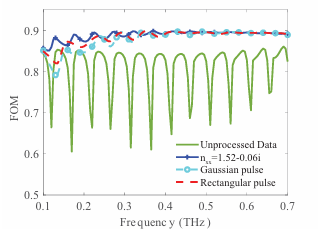 0.9
0.8
0.7
0.6
0.5
FOM
Unprocessed Data
nxx=1.52-0.06i
Gaussian pulse
Rectangular pulse
0.1 0.2 0.3 0.4 0.5 0.6 0.7
Frequency (THz)